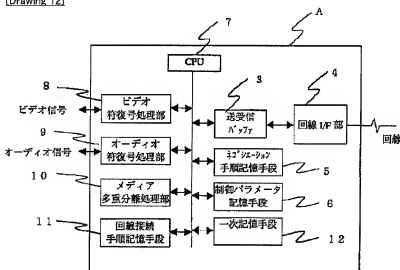 [Drawing 12]
7
A
CPU
8
ビデオ
符復号処理部
ビデオ信号
3
送受信
バッファ
4
回線 I/F 部
回線
9
オーディオ
符復号処理部
オーディオ信号
ネゴシエーション
手順記憶手段
5
10
メディア
多重分離処理部
制御パラメータ
記憶手段
6
11
回線接続
手順記憶手段
一次記憶手段
12